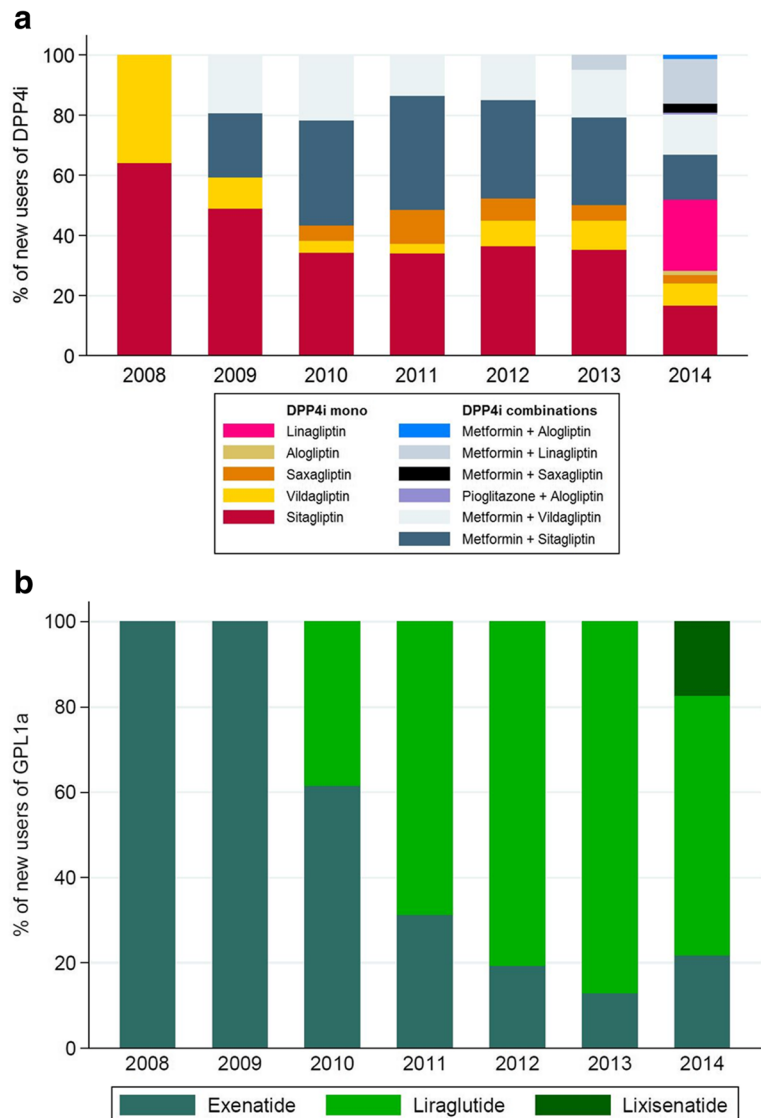 a
% of new users of DPP4i
100
80
60
40
20
0
2008 2009 2010 2011 2012 2013 2014
DPP4i mono DPP4i combinations
Linagliptin Metformin + Alogliptin
Alogliptin Metformin + Linagliptin
Saxagliptin Metformin + Saxagliptin
Vildagliptin Pioglitazone + Alogliptin
Sitagliptin Metformin + Vildagliptin
Metformin + Sitagliptin
b
% of new users of GPL1a
100
80
60
40
20
0
2008 2009 2010 2011 2012 2013 2014
Exenatide Liraglutide Lixisenatide